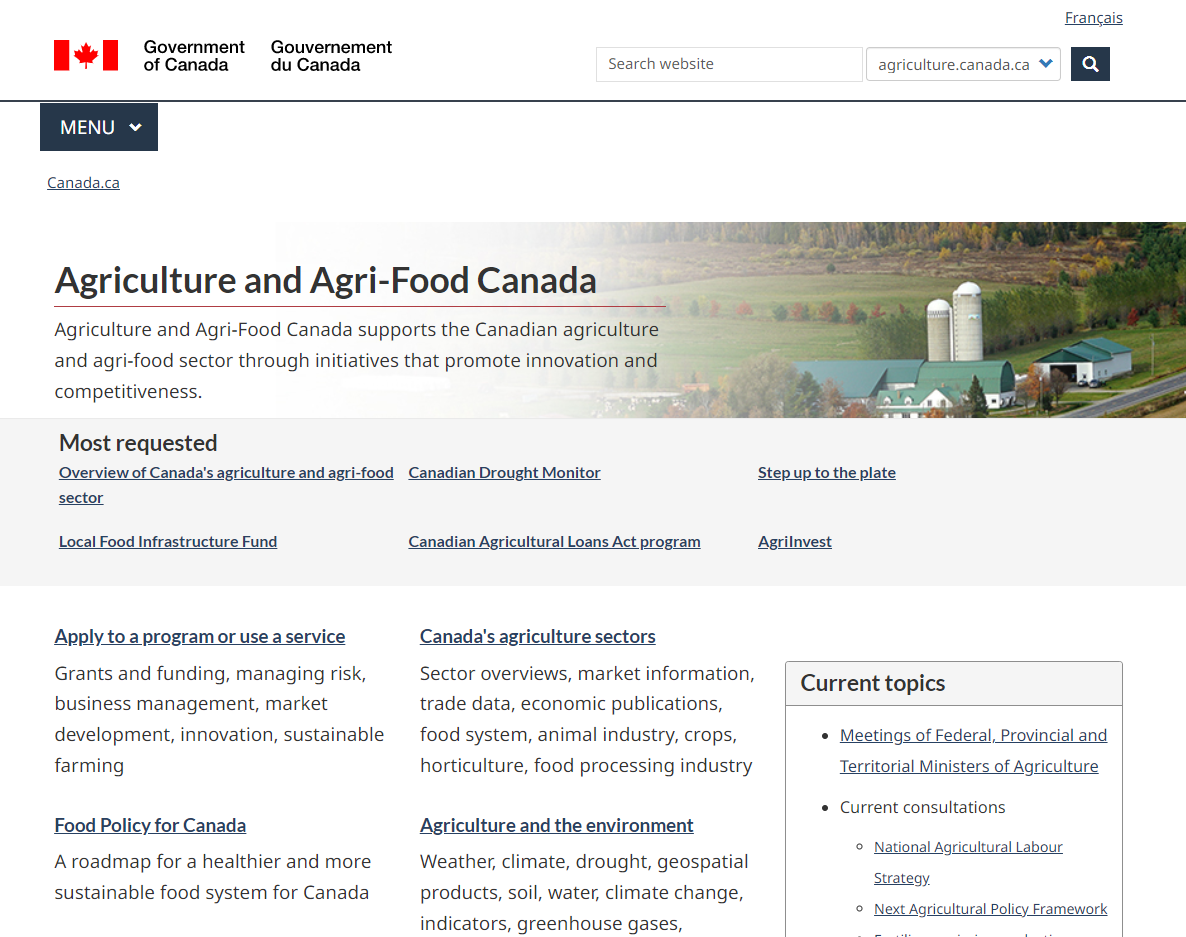 Français
Government
of Canada
Gouvernement
du Canada
Search website
agriculture.canada.ca
MENU
Canada.ca
Agriculture and Agri-Food Canada
Agriculture and Agri-Food Canada supports the Canadian agriculture
and agri-food sector through initiatives that promote innovation and
competitiveness.
Most requested
Overview of Canada's agriculture and agri-food
sector
Canadian Drought Monitor
Step up to the plate
Local Food Infrastructure Fund
Canadian Agricultural Loans Act program
AgriInvest
Apply to a program or use a service
Grants and funding, managing risk,
business management, market
development, innovation, sustainable
farming
Canada's agriculture sectors
Sector overviews, market information,
trade data, economic publications,
food system, animal industry, crops,
horticulture, food processing industry
Food Policy for Canada
A roadmap for a healthier and more
sustainable food system for Canada
Agriculture and the environment
Weather, climate, drought, geospatial
products, soil, water, climate change,
indicators, greenhouse gases,
Current topics
Meetings of Federal, Provincial and
Territorial Ministers of Agriculture
Current consultations
National Agricultural Labour
Strategy
Next Agricultural Policy Framework